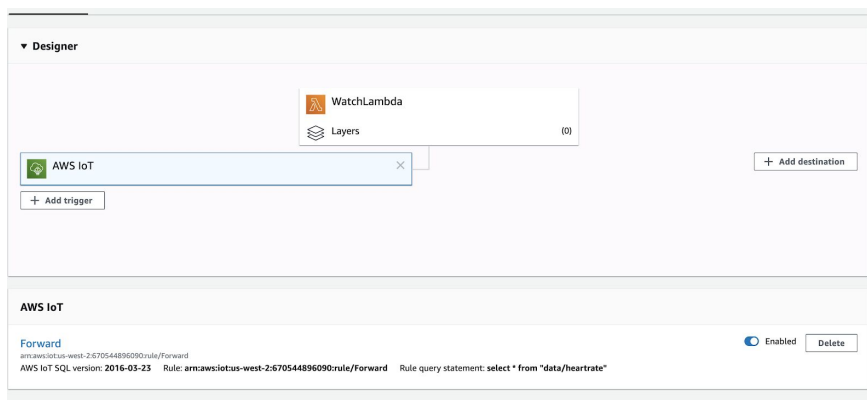 ▼ Designer
WatchLambda
Layers (0)
AWS IoT
+ Add destination
+ Add trigger
AWS IoT
Forward
Enabled
Delete
arn:aws:iot:us-west-2:670544896090:rule/Forward
AWS IoT SQL version: 2016-03-23 Rule: arn:aws:iot:us-west-2:670544896090:rule/Forward Rule query statement: select * from "data/heartrate"